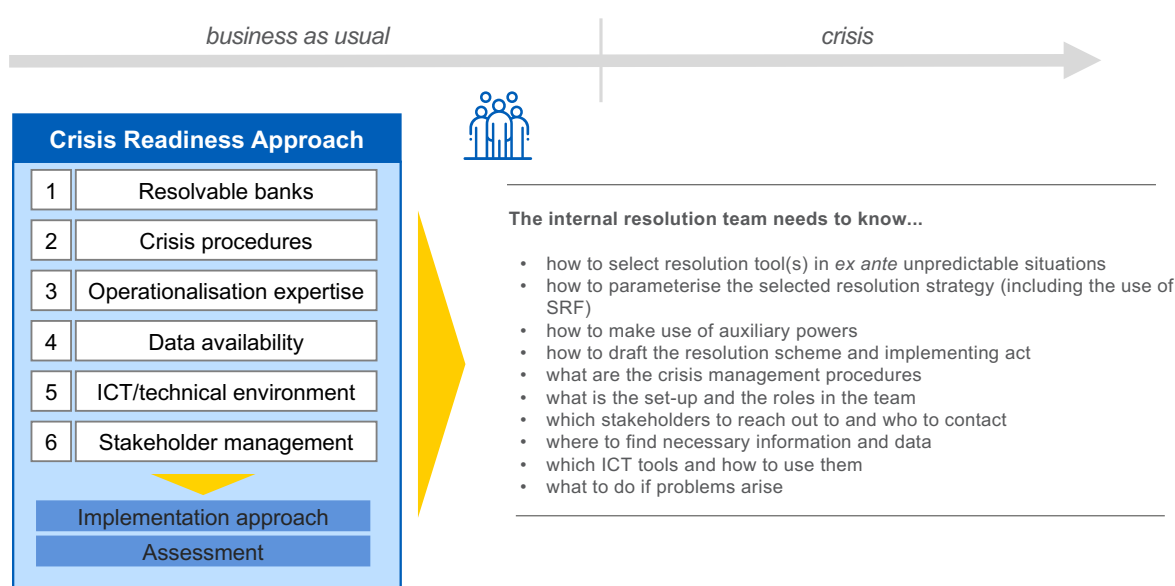 business as usual
crisis
Crisis Readiness Approach
1 Resolvable banks
2 Crisis procedures
3 Operationalisation expertise
4 Data availability
5 ICT/technical environment
6 Stakeholder management
Implementation approach
Assessment
The internal resolution team needs to know...
• how to select resolution tool(s) in ex ante unpredictable situations
• how to parameterise the selected resolution strategy (including the use of
SRF)
• how to make use of auxiliary powers
• how to draft the resolution scheme and implementing act
• what are the crisis management procedures
• what is the set-up and the roles in the team
• which stakeholders to reach out to and who to contact
• where to find necessary information and data
• which ICT tools and how to use them
• what to do if problems arise